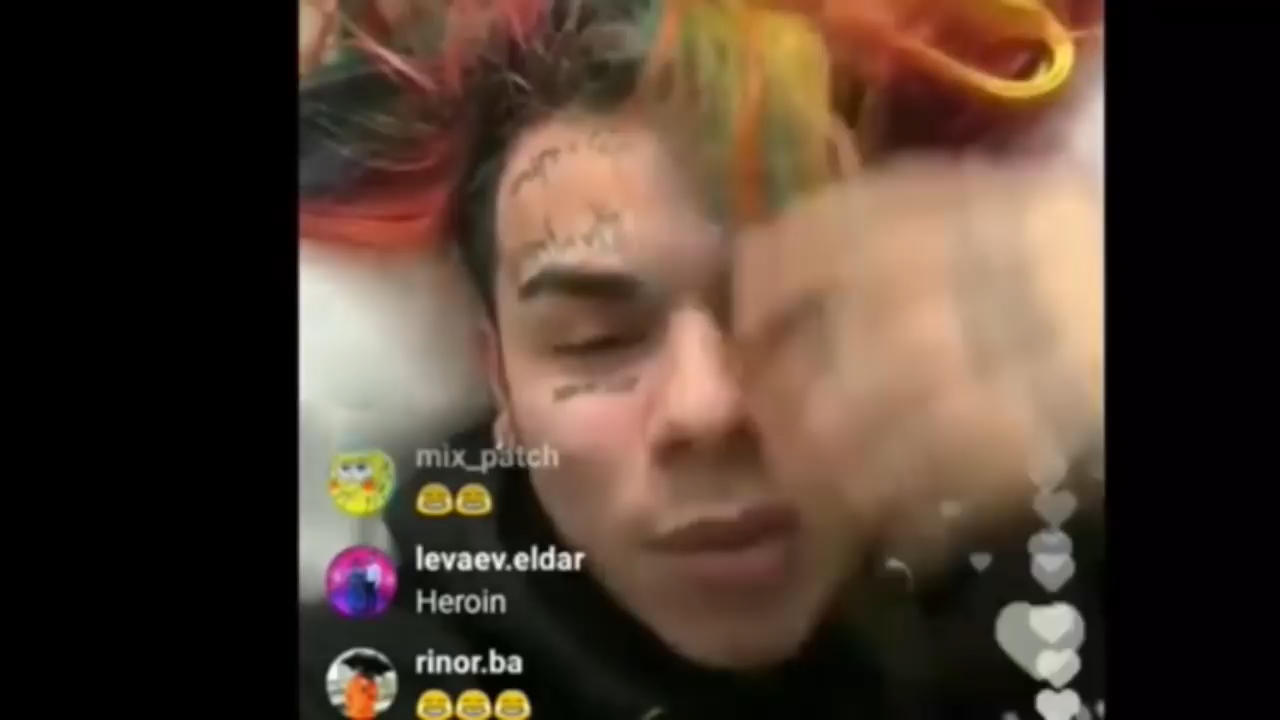 mix_patch
😂😂
levaev.eldar
Heroin
rinor.ba
😂😂😂